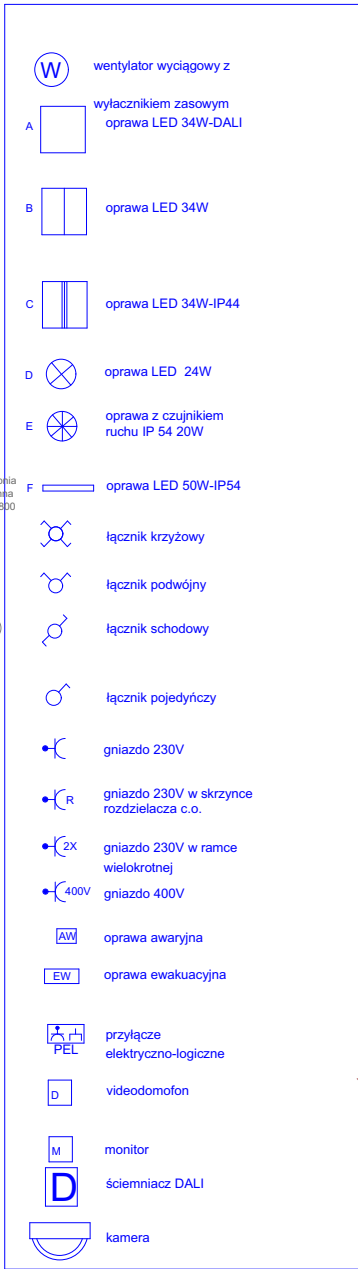 W wentylator wyciągowy z
wyłacznikiem zasowym
A oprawa LED 34W-DALI
B oprawa LED 34W
C oprawa LED 34W-IP44
D oprawa LED 24W
E oprawa z czujnikiem
ruchu IP 54 20W
F oprawa LED 50W-IP54
800
łącznik krzyżowy
łącznik podwójny
łącznik schodowy
)
łącznik pojedyńczy
gniazdo 230V
R gniazdo 230V w skrzynce
rozdzielacza c.o.
2X gniazdo 230V w ramce
wielokrotnej
400V gniazdo 400V
AW oprawa awaryjna
EW oprawa ewakuacyjna
przyłącze
PEL elektryczno-logiczne
D videodomofon
M monitor
D ściemniacz DALI
kamera